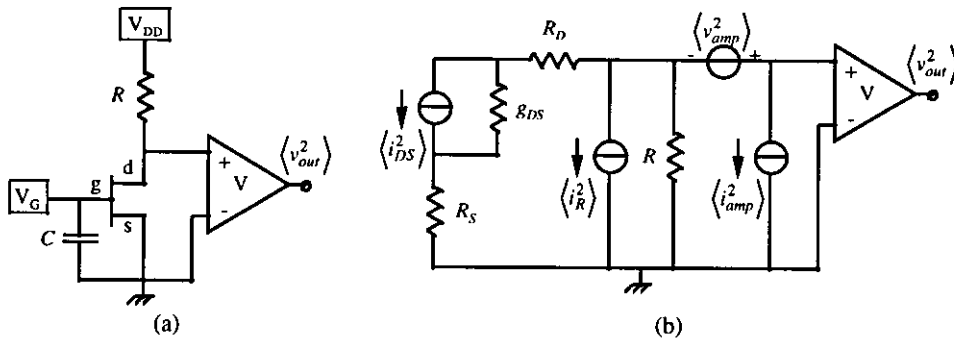 V_DD
R
d
g
s
V_G
C
+
-
V
⟨v²_out⟩
(a)
R_D
⟨v²_amp⟩
-
+
g_DS
⟨i²_DS⟩
R_S
⟨i²_R⟩
R
⟨i²_amp⟩
+
-
V
⟨v²_out⟩
(b)